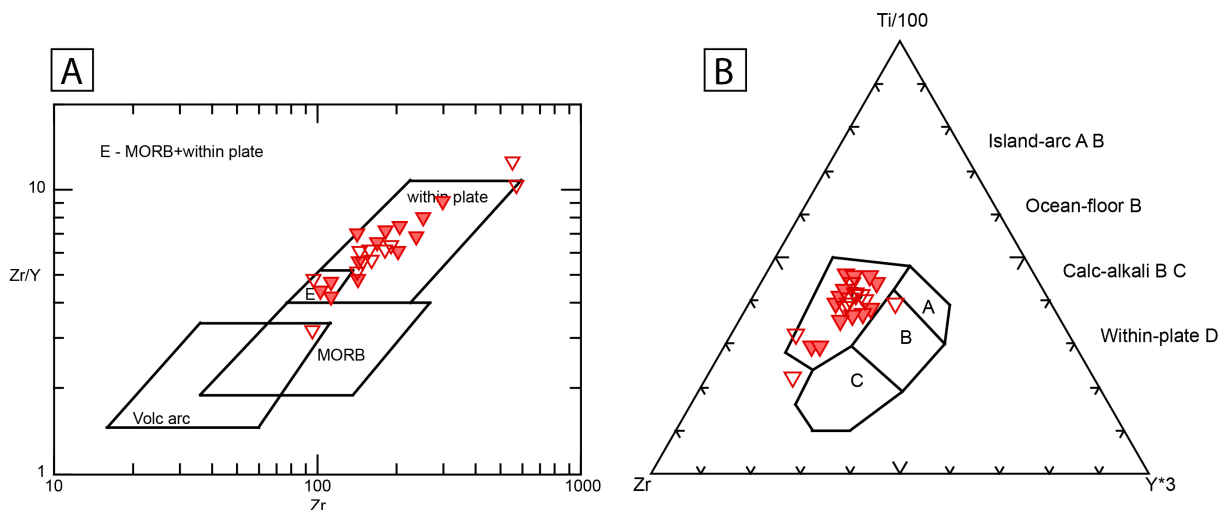 A
E - MORB+within plate
10
within plate
Zr/Y
E
MORB
Volc arc
1
10
100
1000
Zr
B
Ti/100
Island-arc A B
Ocean-floor B
Calc-alkali B C
Within-plate D
A
B
C
Zr
Y*3